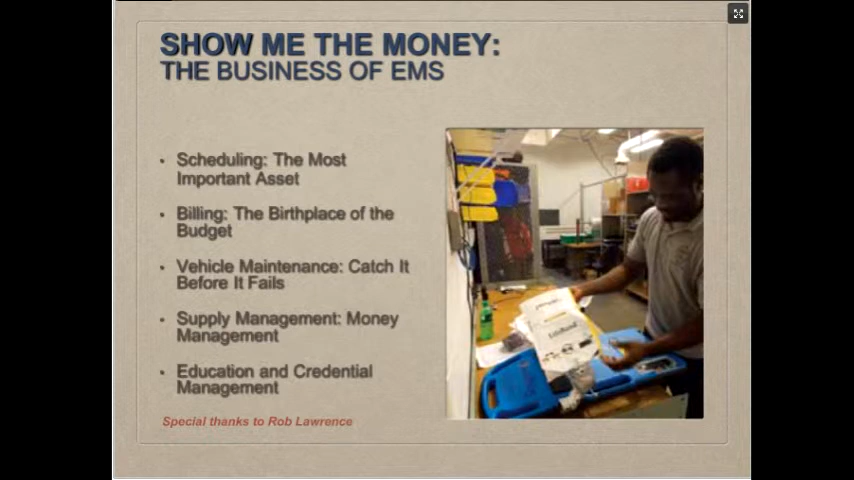 SHOW ME THE MONEY:
THE BUSINESS OF EMS
• Scheduling: The Most
Important Asset
• Billing: The Birthplace of the
Budget
• Vehicle Maintenance: Catch It
Before It Fails
• Supply Management: Money
Management
• Education and Credential
Management
Special thanks to Rob Lawrence